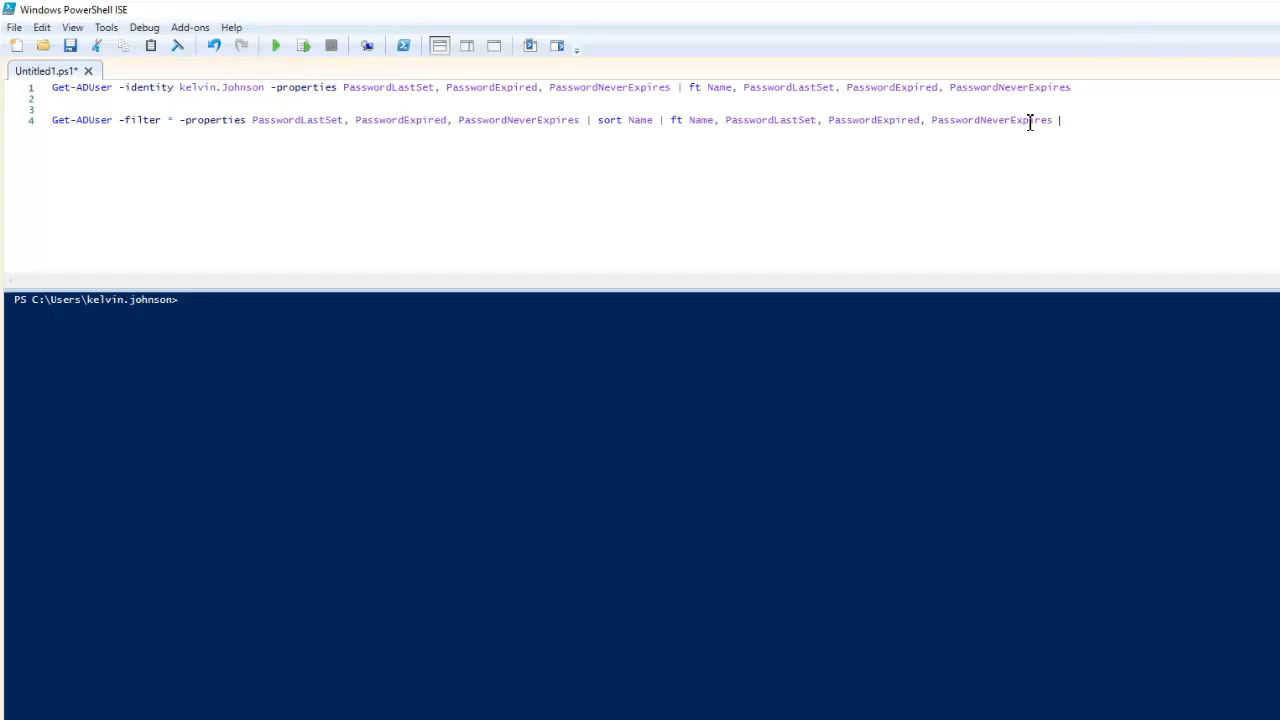 Windows PowerShell ISE
File Edit View Tools Debug Add-ons Help
Untitled1.ps1*
1 Get-ADUser -identity kelvin.Johnson -properties PasswordLastSet, PasswordExpired, PasswordNeverExpires | ft Name, PasswordLastSet, PasswordExpired, PasswordNeverExpires
2
3
4 Get-ADUser -filter * -properties PasswordLastSet, PasswordExpired, PasswordNeverExpires | sort Name | ft Name, PasswordLastSet, PasswordExpired, PasswordNeverExpires
PS C:\Users\kelvin.johnson>